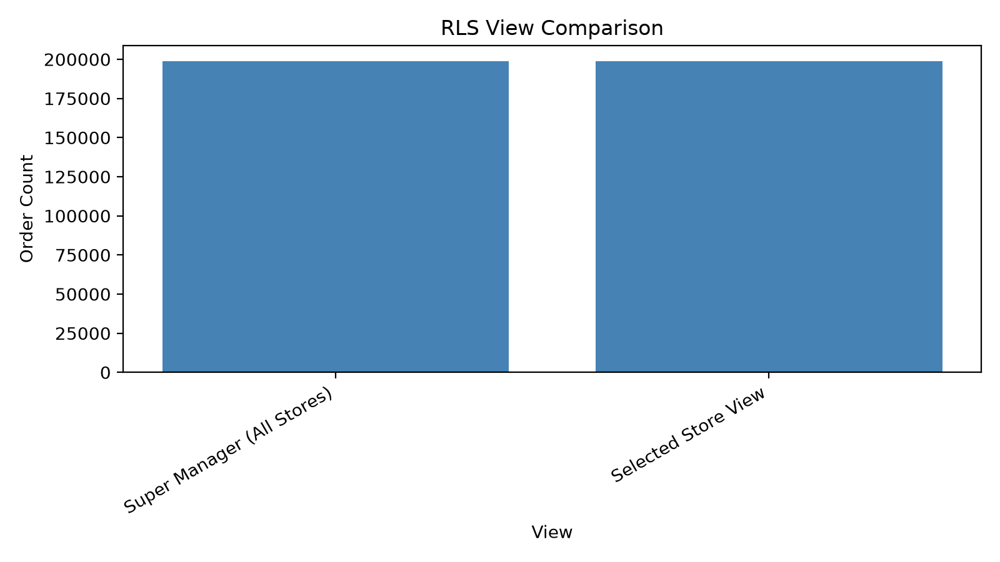 RLS View Comparison
Order Count
200000
175000
150000
125000
100000
75000
50000
25000
0
Super Manager (All Stores)
Selected Store View
View